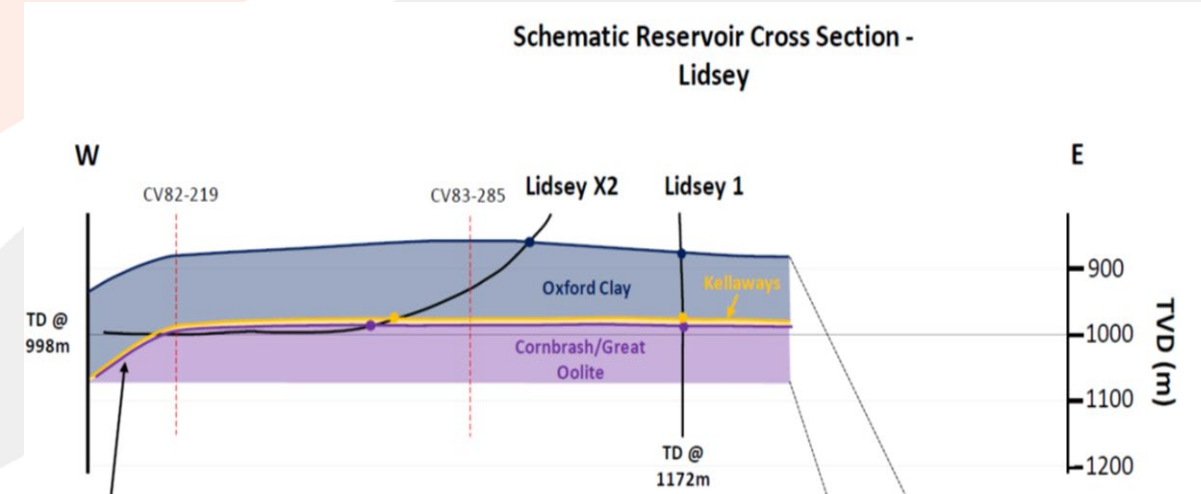 Schematic Reservoir Cross Section -
Lidsey
W
E
CV82-219
CV83-285
Lidsey X2
Lidsey 1
900
Oxford Clay
Kellaways
TD @
998m
1000
Cornbrash/Great
Oolite
TVD (m)
1100
TD @
1172m
1200